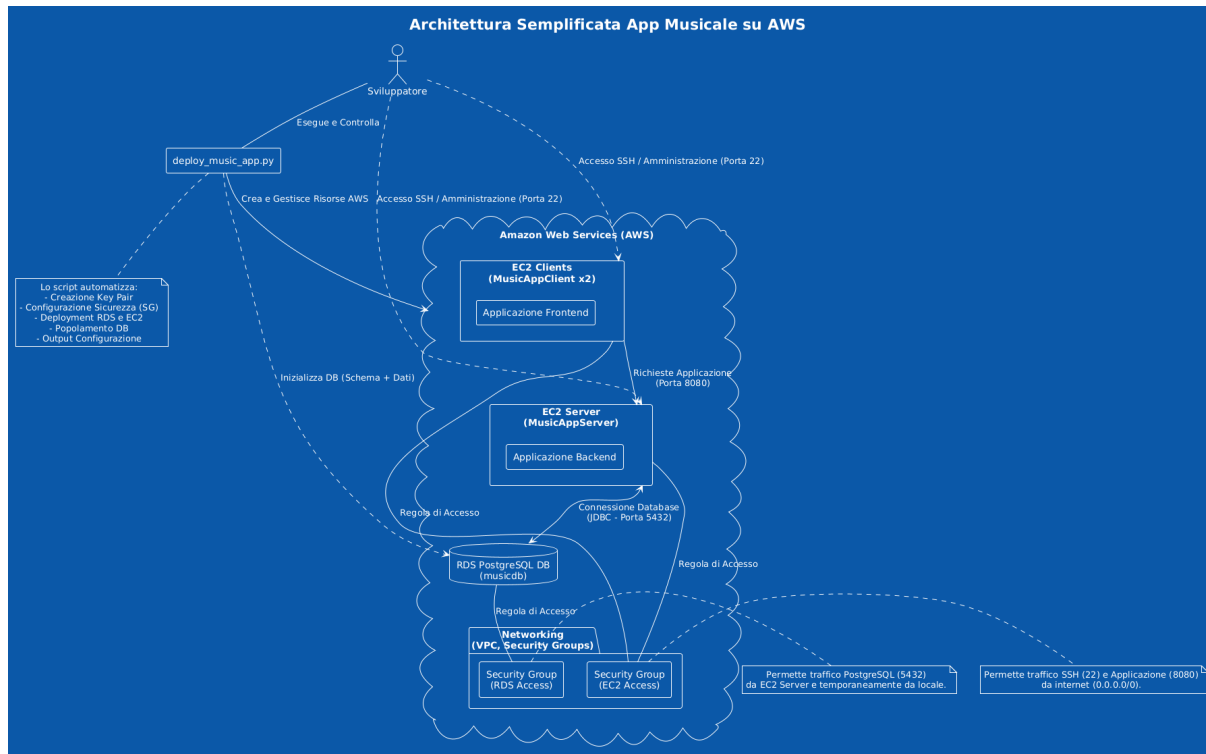 Architettura Semplificata App Musicale su AWS
Sviluppatore
Esegue e Controlla
deploy_music_app.py
Accesso SSH / Amministrazione (Porta 22)
Crea e Gestisce Risorse AWS
Accesso SSH / Amministrazione (Porta 22)
Amazon Web Services (AWS)
EC2 Clients
(MusicAppClient x2)
Applicazione Frontend
Lo script automatizza:
- Creazione Key Pair
- Configurazione Sicurezza (SG)
- Deployment RDS e EC2
- Popolamento DB
- Output Configurazione
Inizializza DB (Schema + Dati)
Richieste Applicazione
(Porta 8080)
EC2 Server
(MusicAppServer)
Applicazione Backend
Regola di Accesso
Connessione Database
(JDBC - Porta 5432)
RDS PostgreSQL DB
(musicdb)
Regola di Accesso
Regola di Accesso
Networking
(VPC, Security Groups)
Security Group
(RDS Access)
Security Group
(EC2 Access)
Permette traffico PostgreSQL (5432)
da EC2 Server e temporaneamente da locale.
Permette traffico SSH (22) e Applicazione (8080)
da internet (0.0.0.0/0).